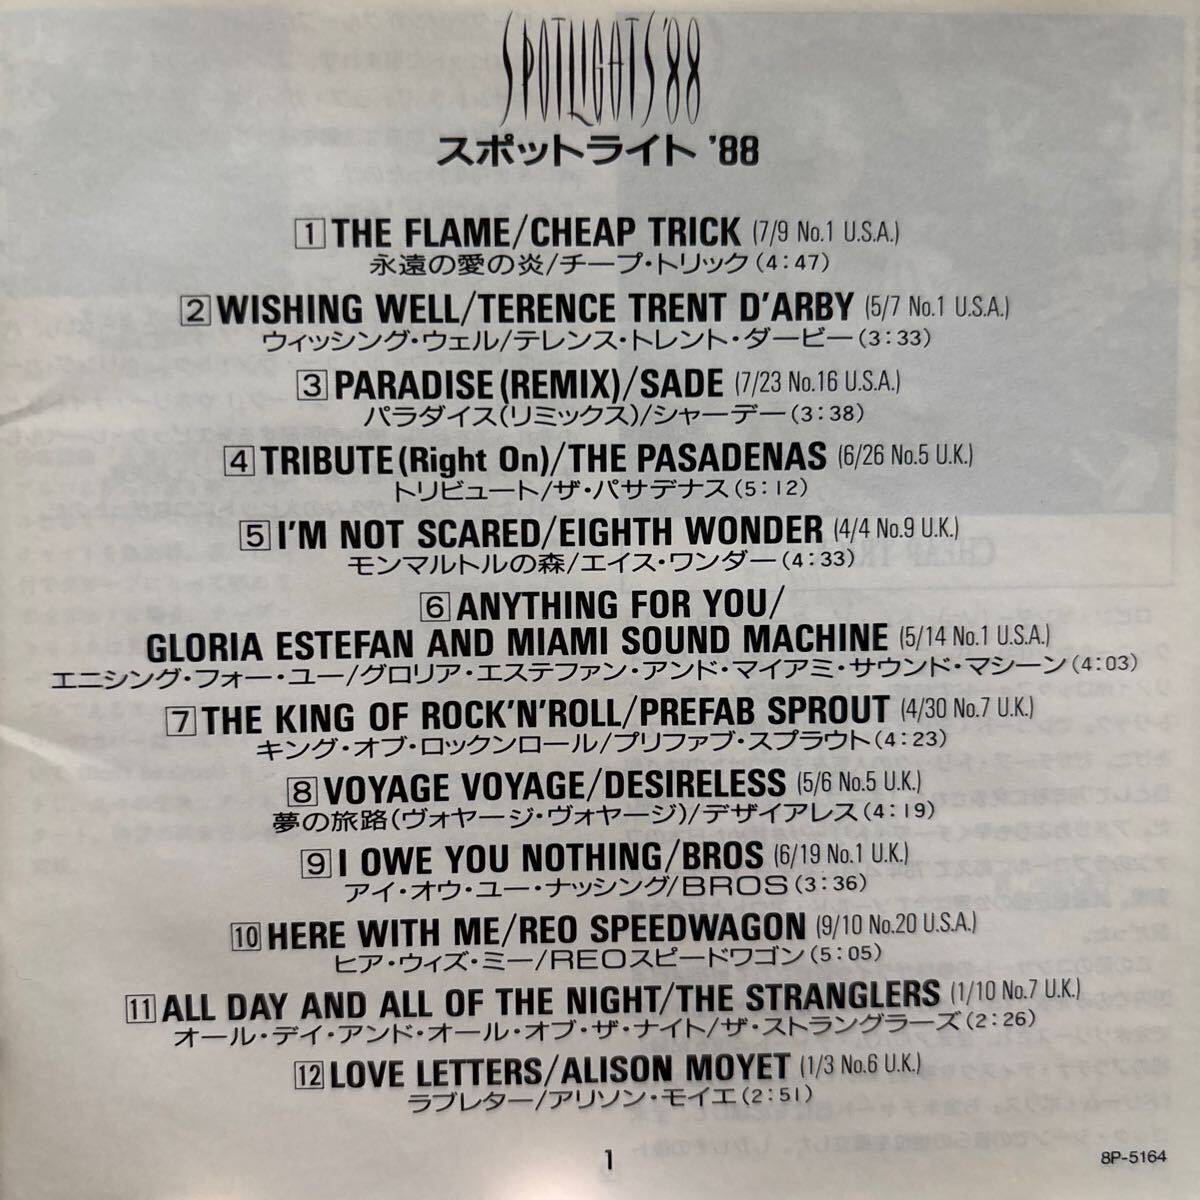 SPOTLIGHTS '88
スポットライト '88
1 THE FLAME/CHEAP TRICK (7/9 No.1 U.S.A.)
永遠の愛の炎/チープ・トリック(4:47)
2 WISHING WELL/TERENCE TRENT D'ARBY (5/7 No.1 U.S.A.)
ウィッシング・ウェル/テレンス・トレント・ダービー(3:33)
3 PARADISE (REMIX)/SADE (7/23 No.16 U.S.A.)
パラダイス(リミックス)/シャーデー(3:38)
4 TRIBUTE (Right On)/THE PASADENAS (6/26 No.5 U.K.)
トリビュート/ザ・パサデナス(5:12)
5 I'M NOT SCARED/EIGHTH WONDER (4/4 No.9 U.K.)
モンマルトルの森/エイス・ワンダー(4:33)
6 ANYTHING FOR YOU/
GLORIA ESTEFAN AND MIAMI SOUND MACHINE (5/14 No.1 U.S.A.)
エニシング・フォー・ユー/グロリア・エステファン・アンド・マイアミ・サウンド・マシーン(4:03)
7 THE KING OF ROCK'N'ROLL/PREFAB SPROUT (4/30 No.7 U.K.)
キング・オブ・ロックンロール/プリファブ・スプラウト(4:23)
8 VOYAGE VOYAGE/DESIRELESS (5/6 No.5 U.K.)
夢の旅路(ヴォヤージ・ヴォヤージ)/デザイアレス(4:19)
9 I OWE YOU NOTHING/BROS (6/19 No.1 U.K.)
アイ・オウ・ユー・ナッシング/BROS(3:36)
10 HERE WITH ME/REO SPEEDWAGON (9/10 No.20 U.S.A.)
ヒア・ウィズ・ミー/REOスピードワゴン(5:05)
11 ALL DAY AND ALL OF THE NIGHT/THE STRANGLERS (1/10 No.7 U.K.)
オール・デイ・アンド・オール・オブ・ザ・ナイト/ザ・ストラングラーズ(2:26)
12 LOVE LETTERS/ALISON MOYET (1/3 No.6 U.K.)
ラブレター/アリソン・モイエ(2:51)
1
8P-5164